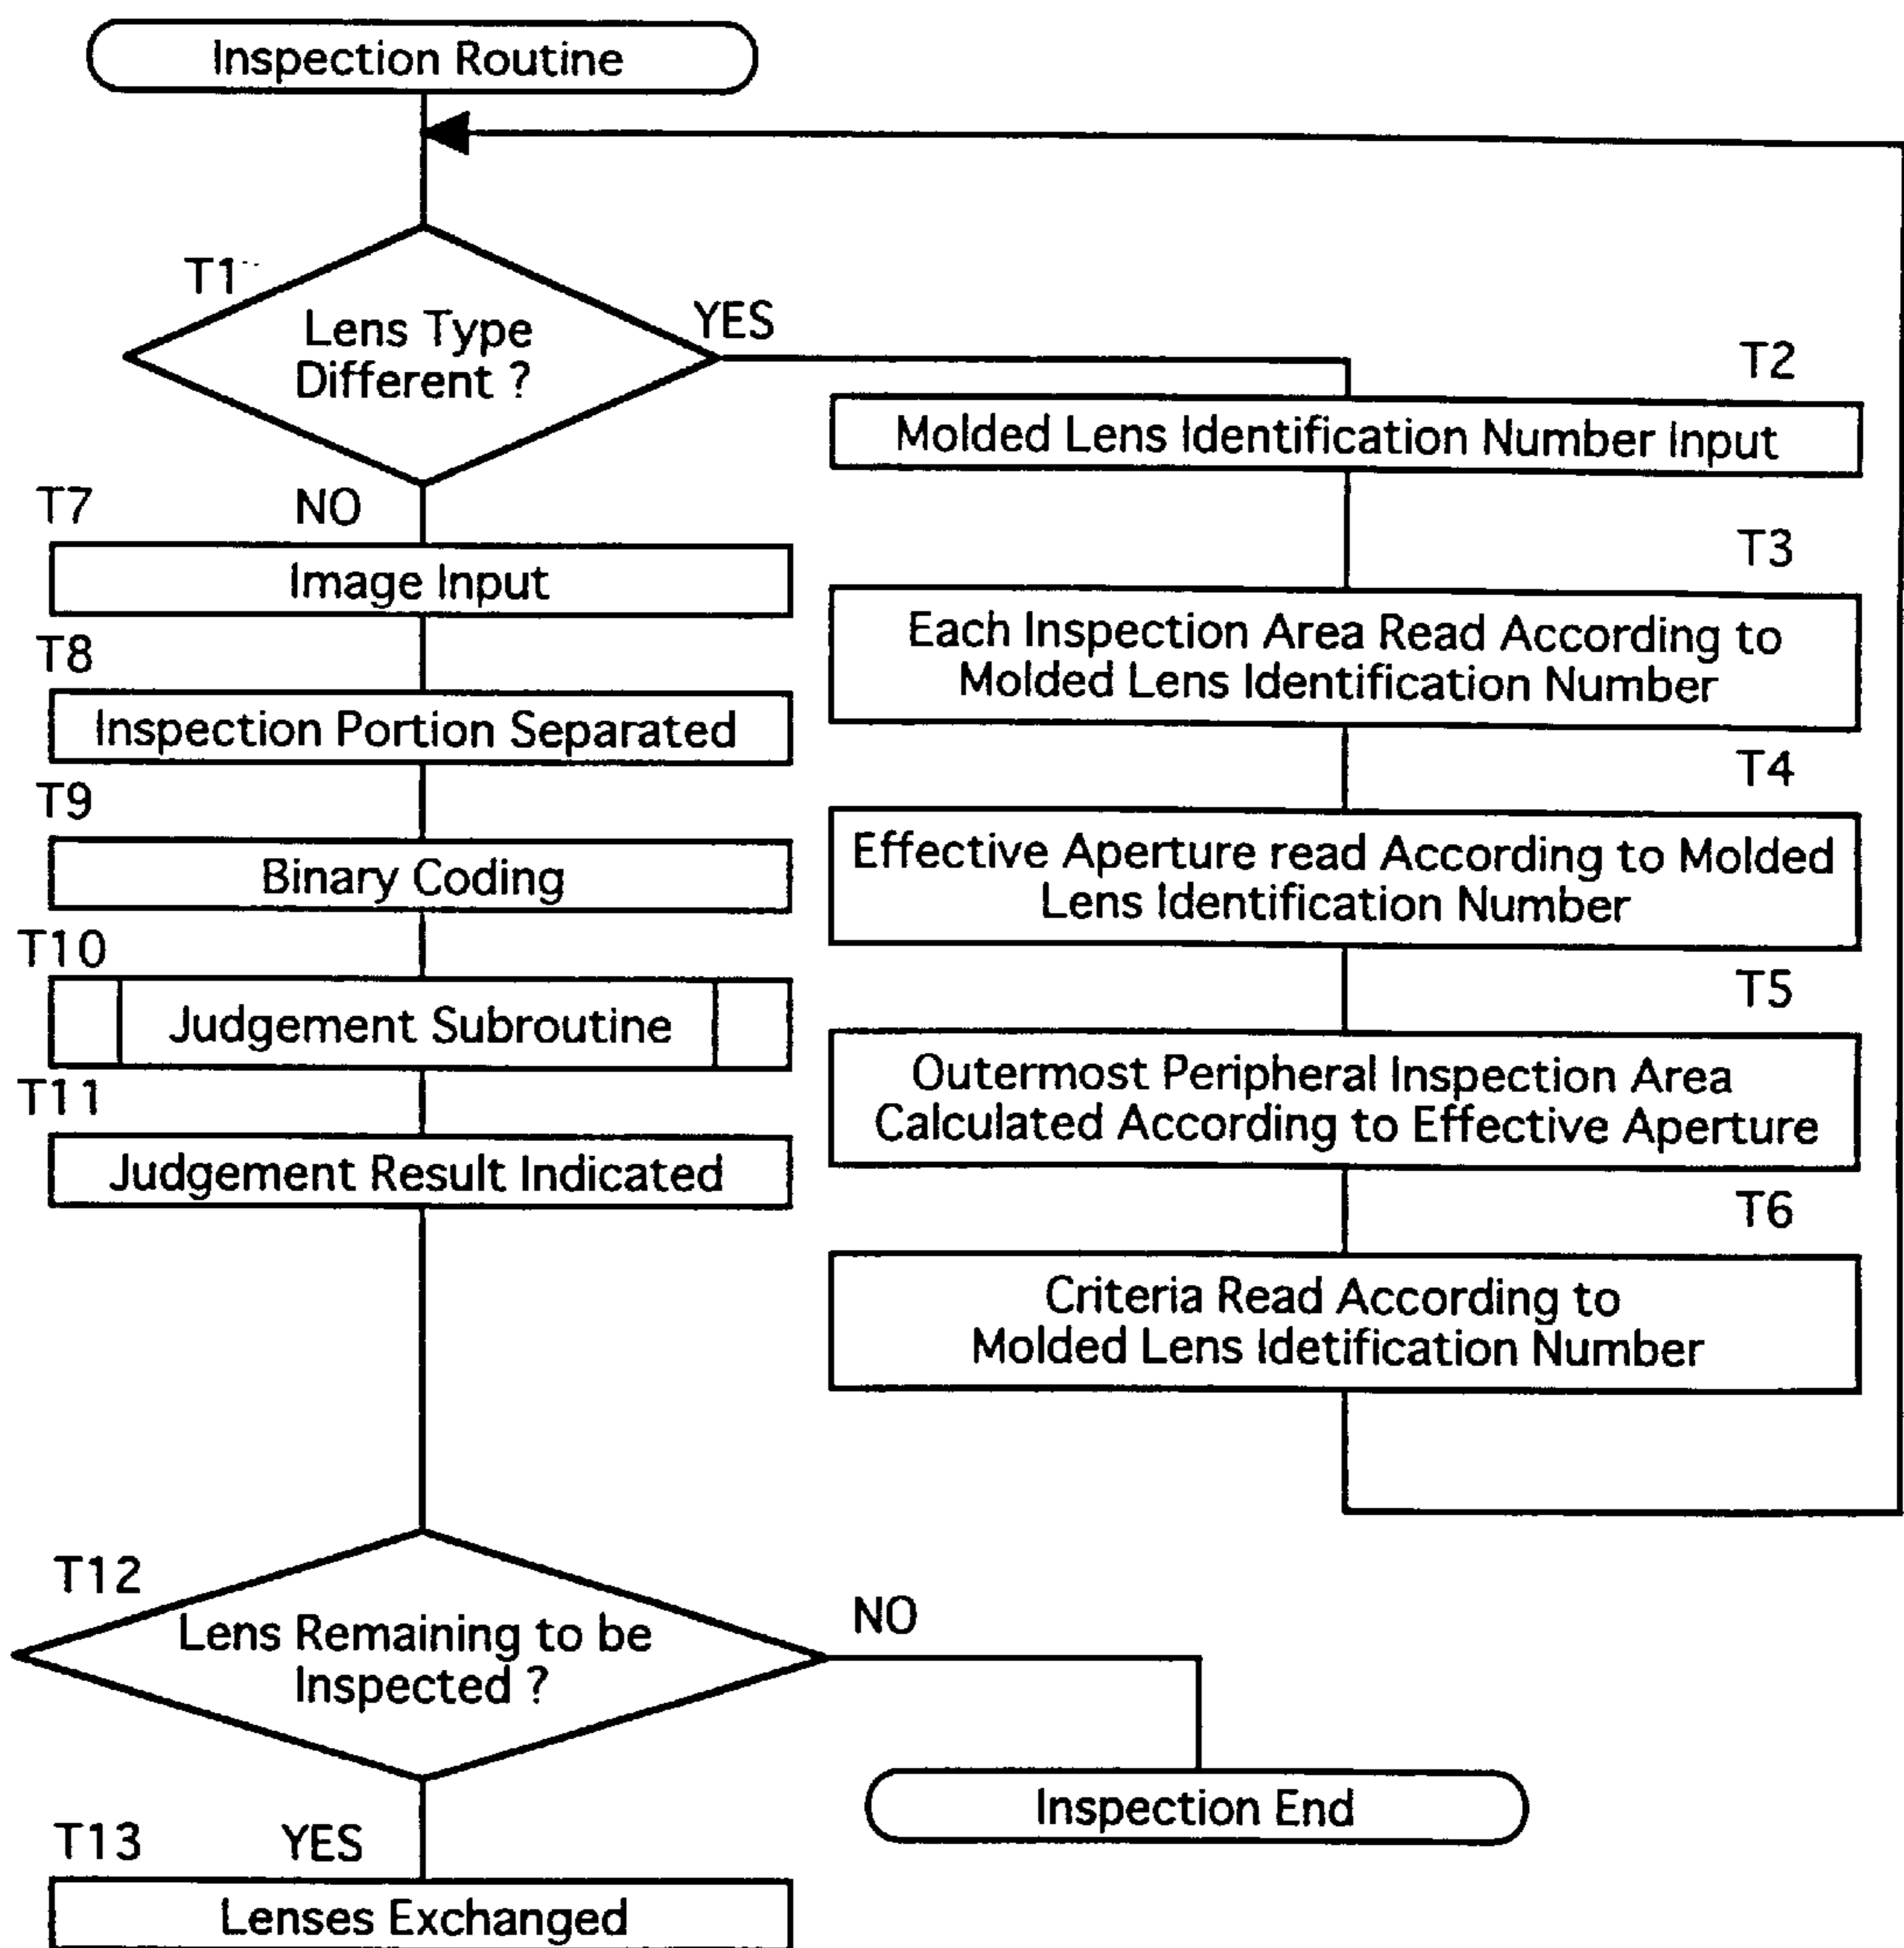 Inspection Routine
T1
Lens Type
Different ?
YES
NO
T2
Molded Lens Identification Number Input
T3
Each Inspection Area Read According to
Molded Lens Identification Number
T4
Effective Aperture read According to Molded
Lens Identification Number
T5
Outermost Peripheral Inspection Area
Calculated According to Effective Aperture
T6
Criteria Read According to
Molded Lens Idetification Number
T7
Image Input
T8
Inspection Portion Separated
T9
Binary Coding
T10
Judgement Subroutine
T11
Judgement Result Indicated
T12
Lens Remaining to be
Inspected ?
NO
Inspection End
T13
YES
Lenses Exchanged